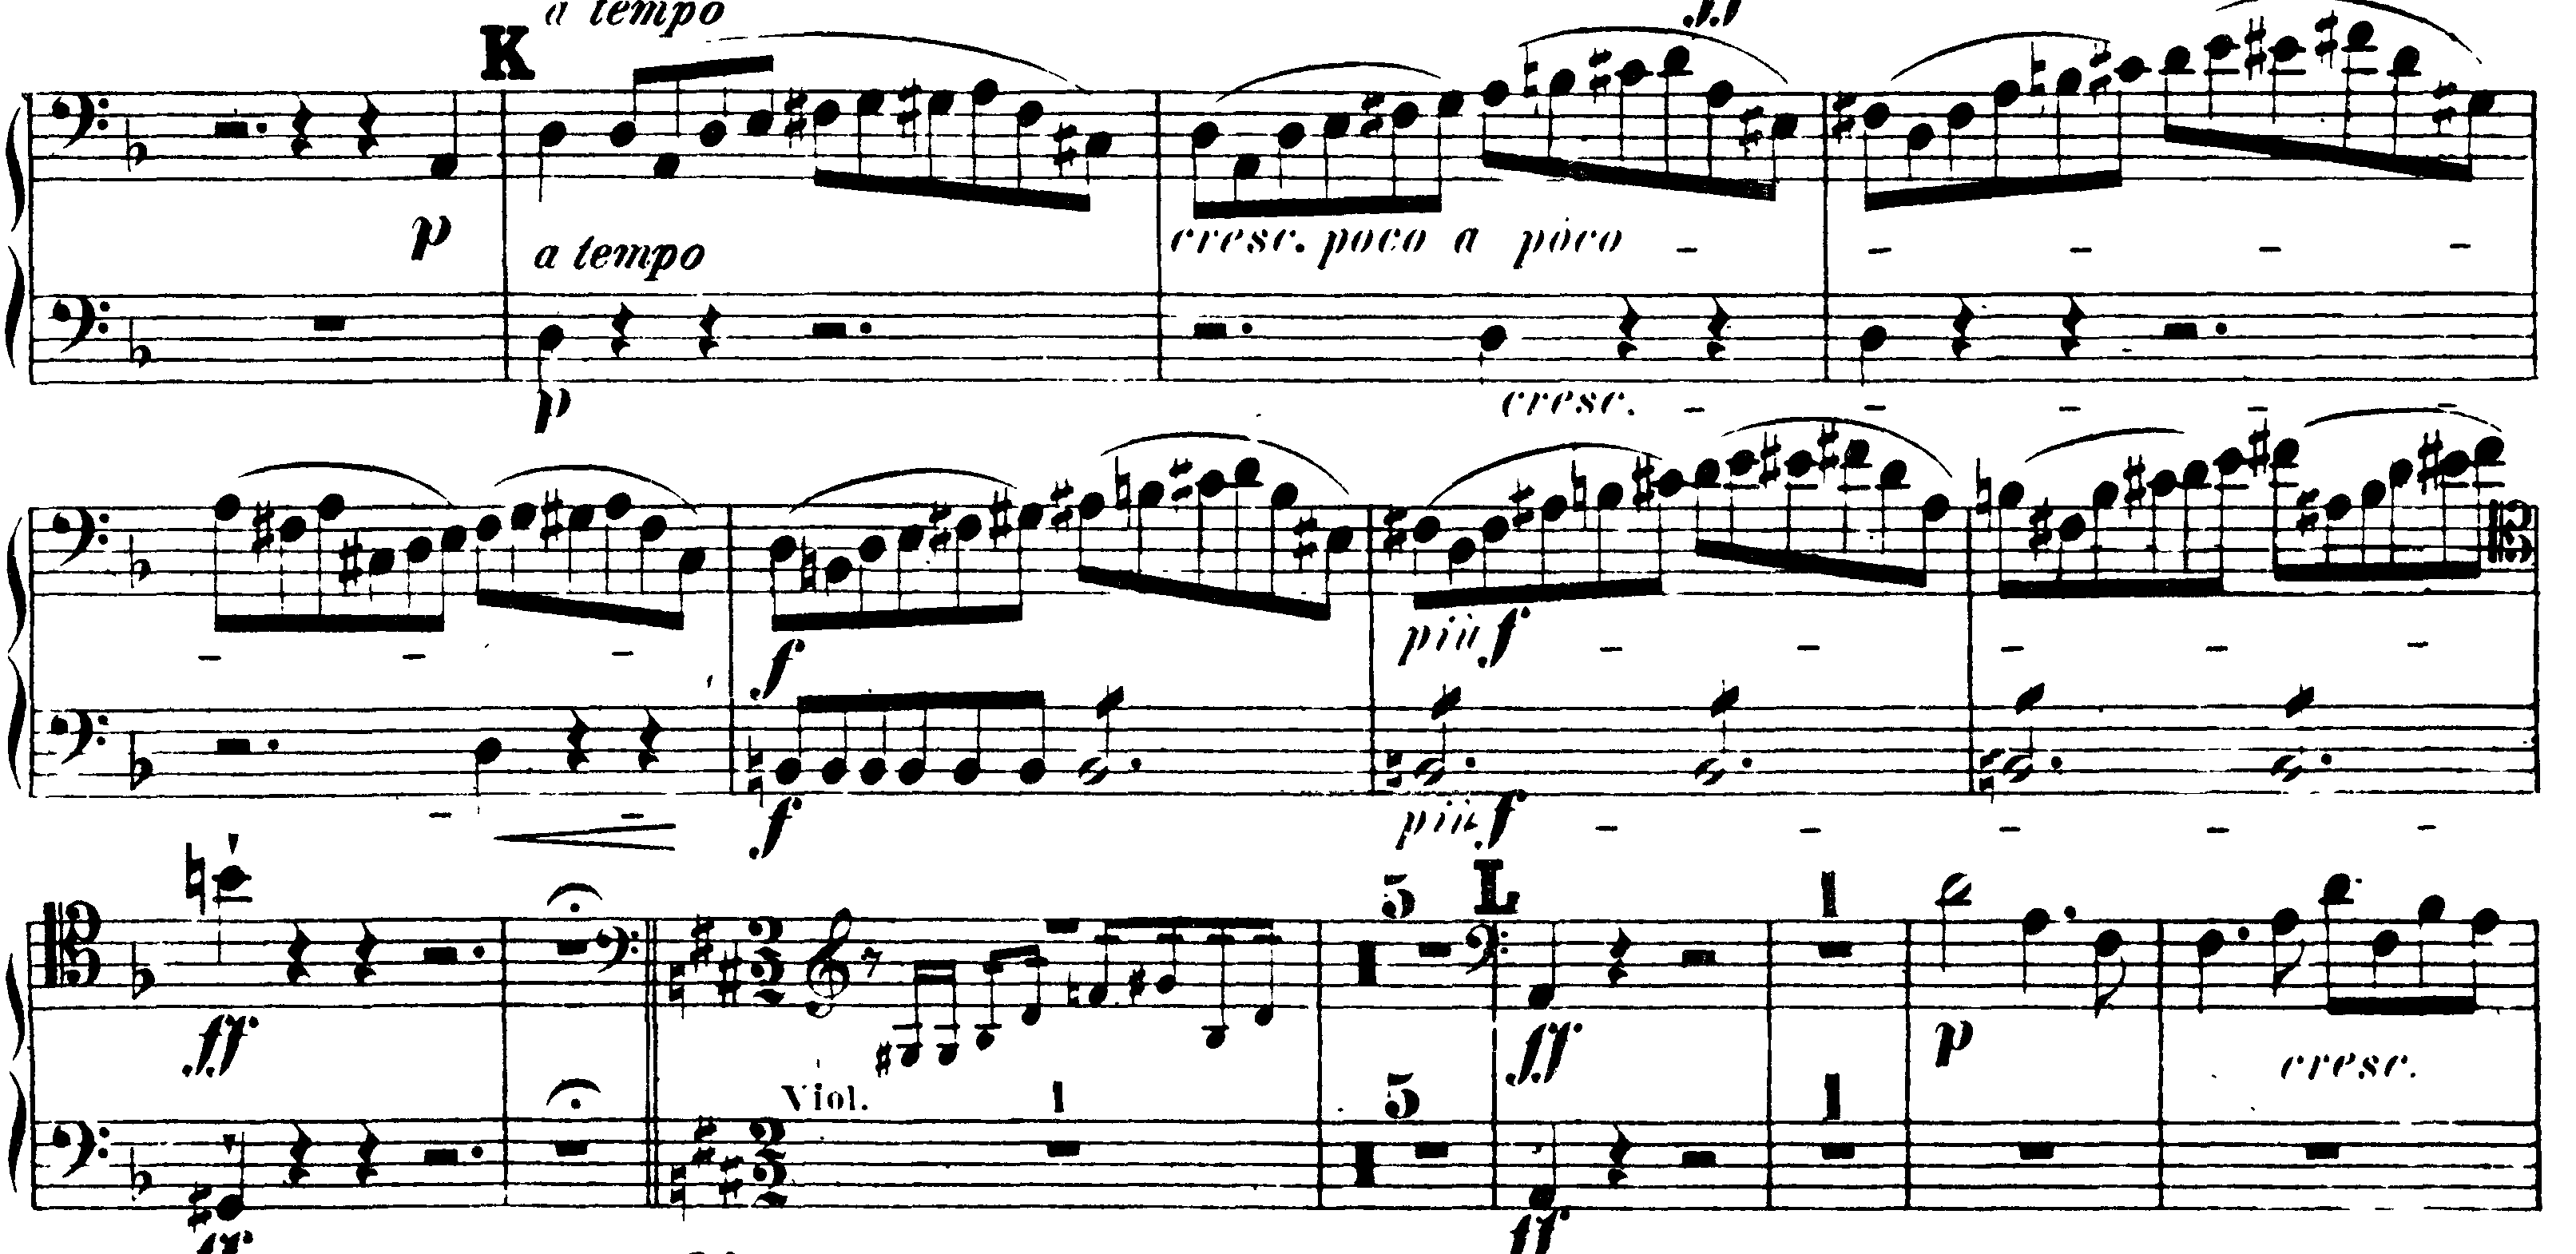 a tempo
K
ff
p
a tempo
cresc. poco a poco
p
cresc.
f
più f
f
più f
5 L 1
ff
ff
p
cresc.
Viol. 1 5 1
ff
ff